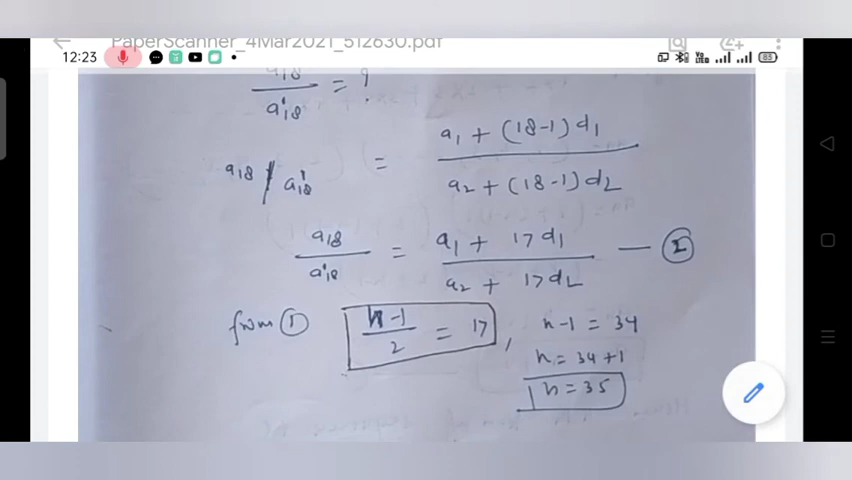 PaperScanner_4Mar2021_512630.pdf
12:23
85
a18 / a'18 = ?
a18 / a'18 = a1 + (18-1) d1 / a2 + (18-1) d2
a18 / a'18 = a1 + 17 d1 / a2 + 17 d2 — 2
from 1 n-1 / 2 = 17 , n-1 = 34
n = 34 + 1
n = 35